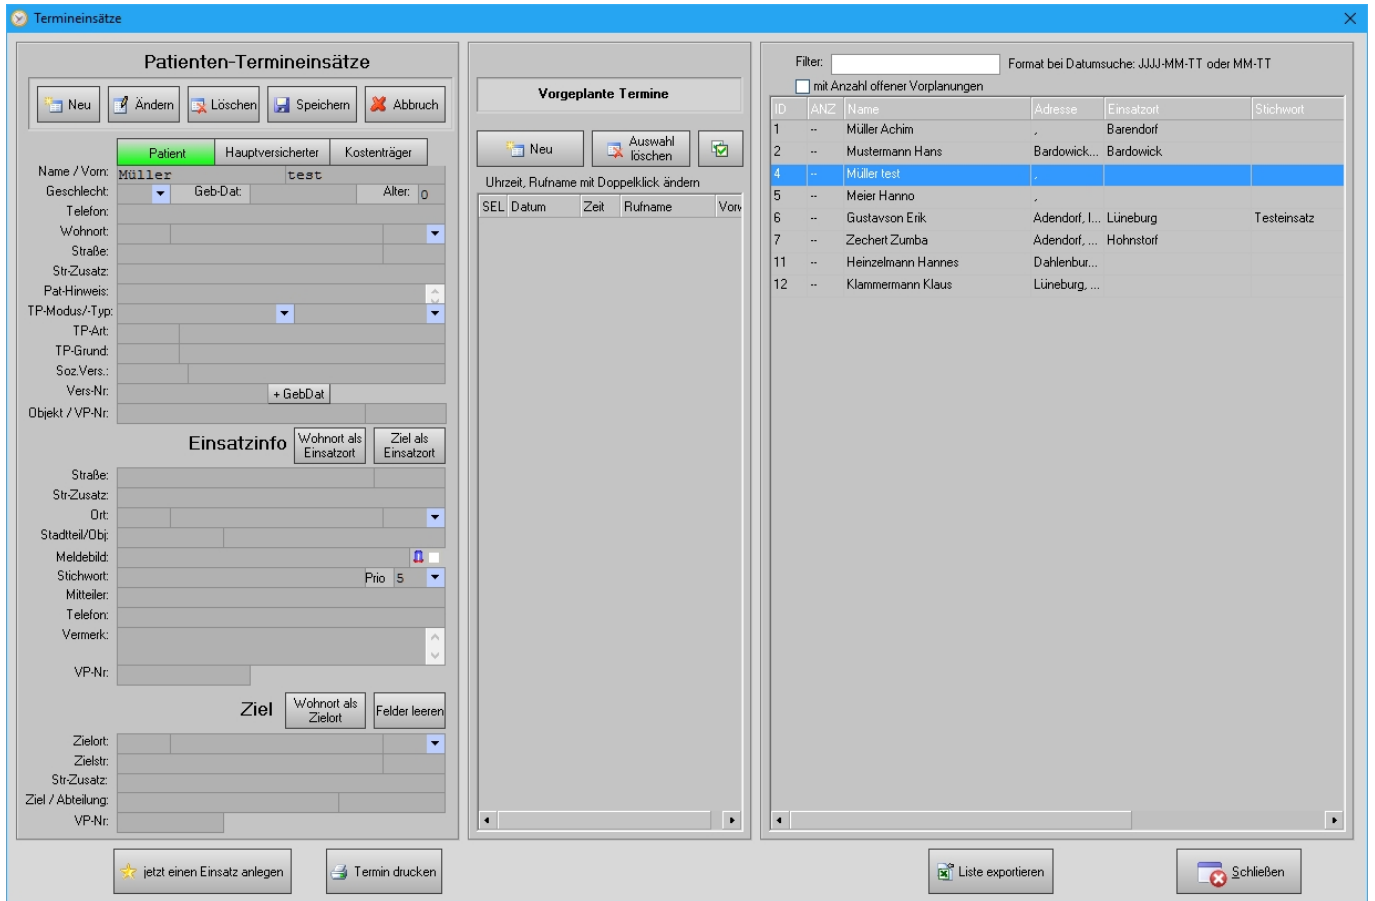 Termineinsätze
Patienten-Termineinsätze
Neu
Ändern
Löschen
Speichern
Abbruch
Patient
Hauptversicherter
Kostenträger
Name / Vorn: Müller test
Geschlecht: Geb-Dat: Alter: 0
Telefon:
Wohnort:
Straße:
Str-Zusatz:
Pat-Hinweis:
TP-Modus/-Typ:
TP-Art:
TP-Grund:
Soz.Vers.:
Vers-Nr: + GebDat
Objekt / VP-Nr:
Einsatzinfo
Wohnort als
Einsatzort
Ziel als
Einsatzort
Straße:
Str-Zusatz:
Ort:
Stadtteil/Obj:
Meldebild:
Stichwort: Prio 5
Mitteiler:
Telefon:
Vermerk:
VP-Nr:
Ziel
Wohnort als
Zielort
Felder leeren
Zielort:
Zielstr:
Str-Zusatz:
Ziel / Abteilung:
VP-Nr:
jetzt einen Einsatz anlegen
Termin drucken
Vorgeplante Termine
Neu
Auswahl
löschen
Uhrzeit, Rufname mit Doppelklick ändern
SEL Datum Zeit Rufname Vorw
Filter: Format bei Datumsuche: JJJJ-MM-TT oder MM-TT
mit Anzahl offener Vorplanungen
ID ANZ Name Adresse Einsatzort Stichwort
1 -- Müller Achim , Barendorf
2 -- Mustermann Hans Bardowick... Bardowick
4 -- Müller test ,
5 -- Meier Hanno ,
6 -- Gustavson Erik Adendorf, l... Lüneburg Testeinsatz
7 -- Zechert Zumba Adendorf, ... Hohnstorf
11 -- Heinzelmann Hannes Dahlenbur...
12 -- Klammermann Klaus Lüneburg, ...
Liste exportieren
Schließen